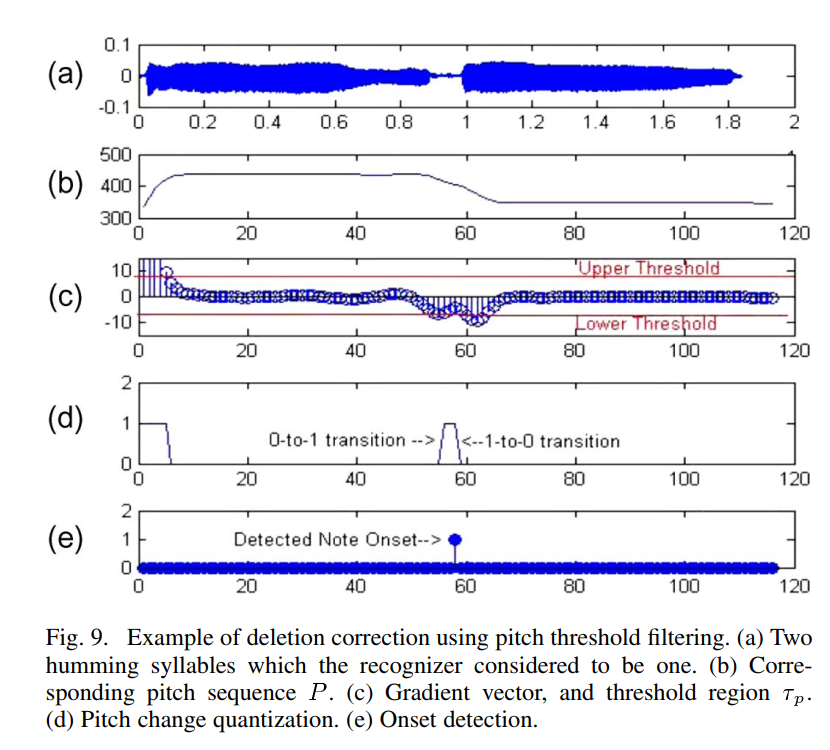 (a)
0.1
0
-0.1
0 0.2 0.4 0.6 0.8 1 1.2 1.4 1.6 1.8 2
(b)
500
400
300
0 20 40 60 80 100 120
(c)
10
0
-10
Upper Threshold
Lower Threshold
0 20 40 60 80 100 120
(d)
2
1
0
0-to-1 transition --> <--1-to-0 transition
0 20 40 60 80 100 120
(e)
2
1
0
Detected Note Onset-->
0 20 40 60 80 100 120
Fig. 9. Example of deletion correction using pitch threshold filtering. (a) Two
humming syllables which the recognizer considered to be one. (b) Corre-
sponding pitch sequence P. (c) Gradient vector, and threshold region τp.
(d) Pitch change quantization. (e) Onset detection.